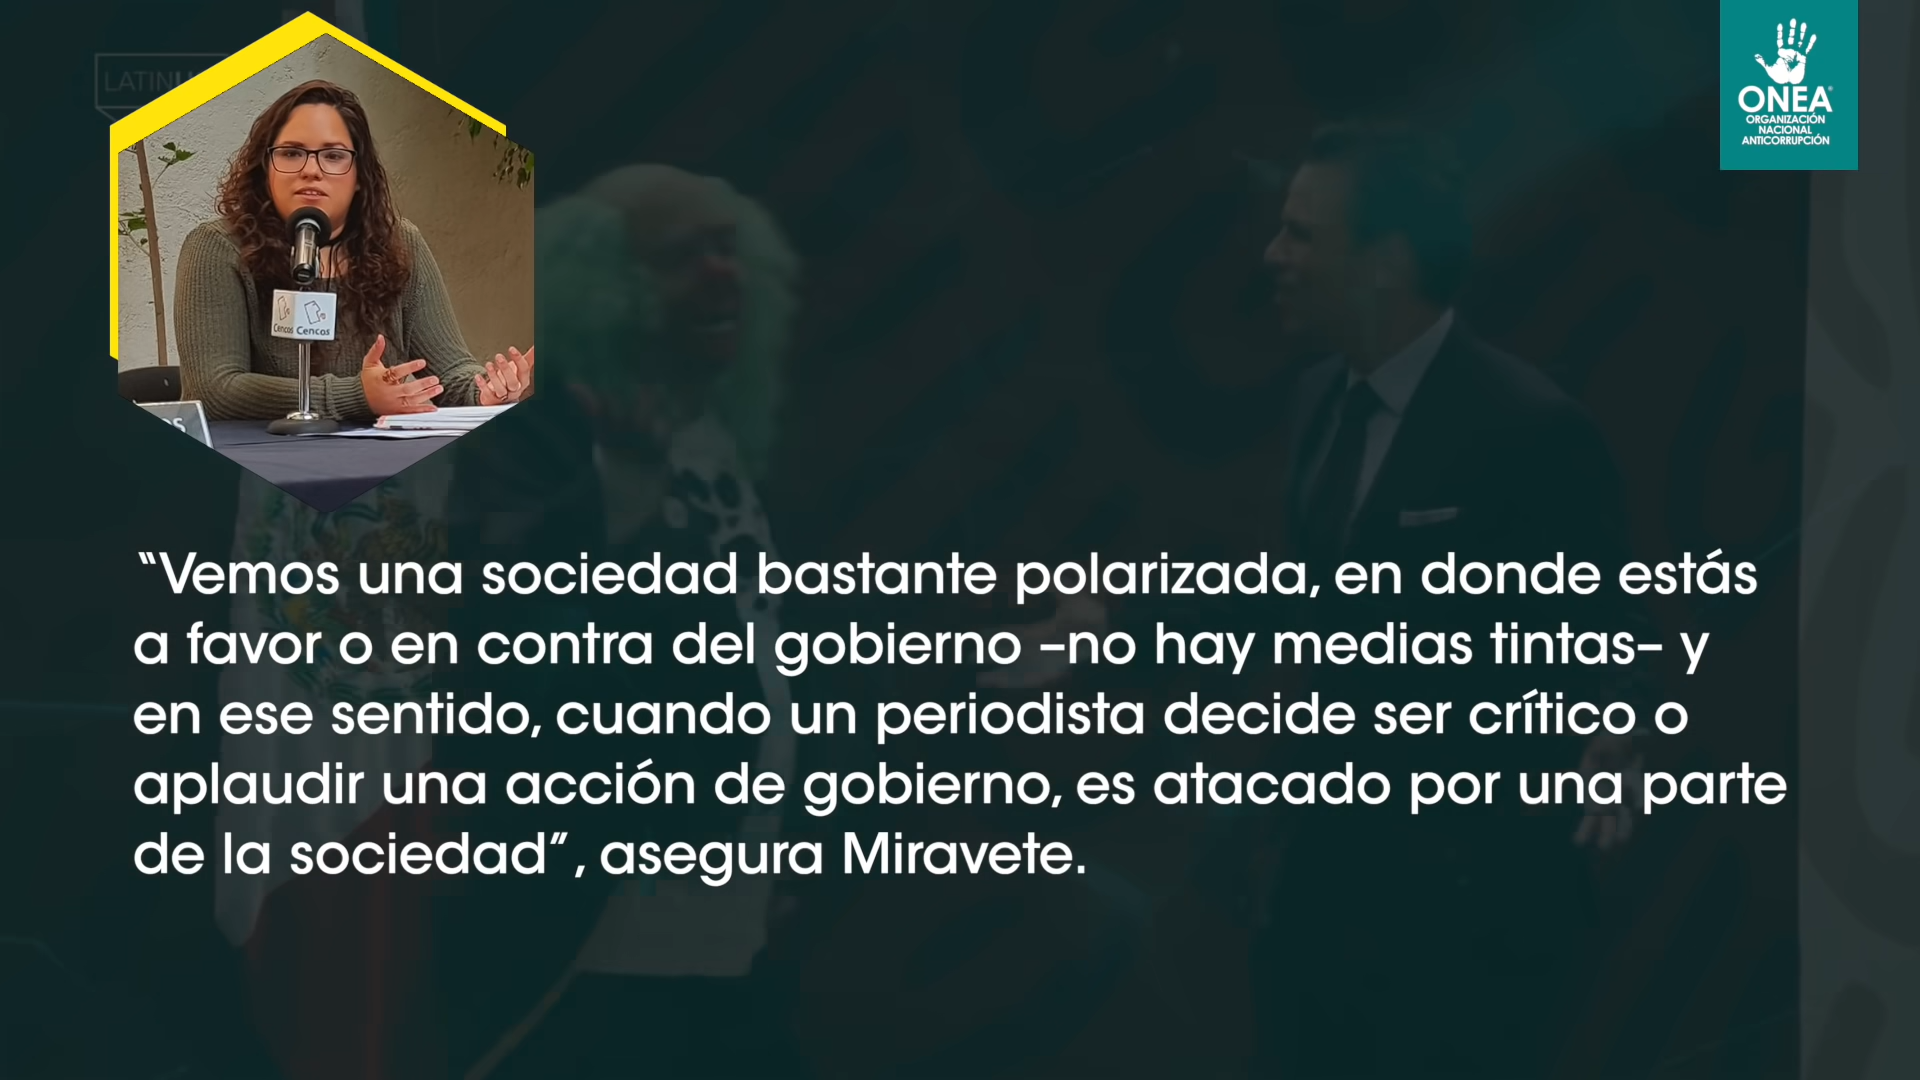 LATINU
ONEA
ORGANIZACIÓN
NACIONAL
ANTICORRUPCIÓN
Cencos Cencos
OS
“Vemos una sociedad bastante polarizada, en donde estás
a favor o en contra del gobierno –no hay medias tintas– y
en ese sentido, cuando un periodista decide ser crítico o
aplaudir una acción de gobierno, es atacado por una parte
de la sociedad”, asegura Miravete.